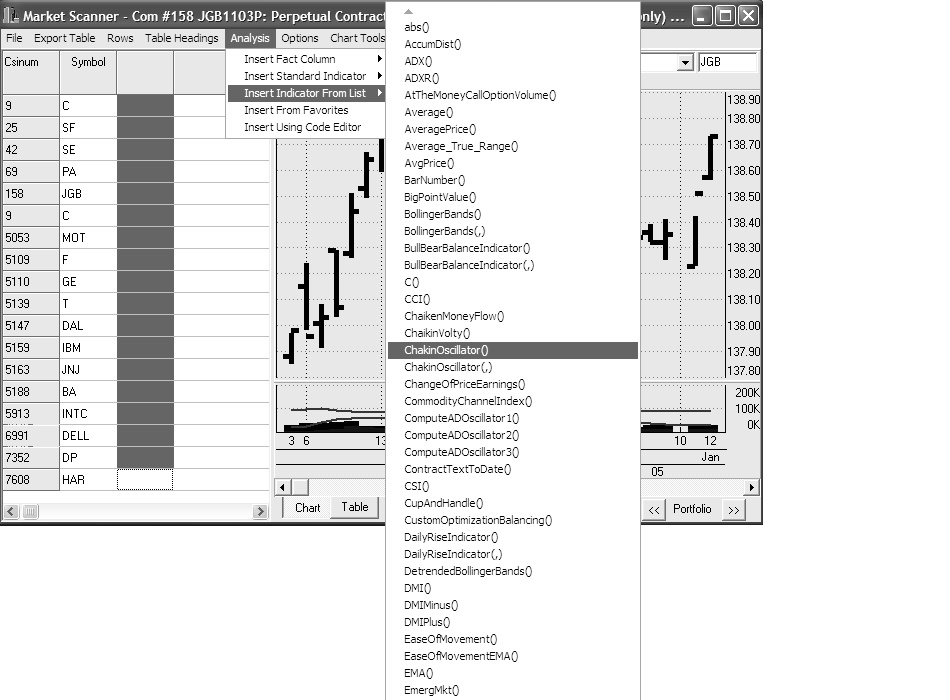 Market Scanner - Com #158 JGB1103P: Perpetual Contract
only) ...
File Export Table Rows Table Headings Analysis Options Chart Tools
Csinum Symbol
9 C
25 SF
42 SE
69 PA
158 JGB
9 C
5053 MOT
5109 F
5110 GE
5139 T
5147 DAL
5159 IBM
5163 JNJ
5188 BA
5913 INTC
6991 DELL
7352 DP
7608 HAR
Insert Fact Column
Insert Standard Indicator
Insert Indicator From List
Insert From Favorites
Insert Using Code Editor
abs()
AccumDist()
ADX()
ADXR()
AtTheMoneyCallOptionVolume()
Average()
AveragePrice()
Average_True_Range()
AvgPrice()
BarNumber()
BigPointValue()
BollingerBands()
BollingerBands(,)
BullBearBalanceIndicator()
BullBearBalanceIndicator(,)
C()
CCI()
ChaikenMoneyFlow()
ChaikinVolty()
ChakinOscillator()
ChakinOscillator(,)
ChangeOfPriceEarnings()
CommodityChannelIndex()
ComputeADOscillator1()
ComputeADOscillator2()
ComputeADOscillator3()
ContractTextToDate()
CSI()
CupAndHandle()
CustomOptimizationBalancing()
DailyRiseIndicator()
DailyRiseIndicator(,)
DetrendedBollingerBands()
DMI()
DMIMinus()
DMIPlus()
EaseOfMovement()
EaseOfMovementEMA()
EMA()
EmergMkt()
JGB
138.90
138.80
138.70
138.60
138.50
138.40
138.30
138.20
138.10
138.00
137.90
137.80
200K
100K
0K
3 6 13
10 12
Jan
05
Chart Table
<< Portfolio >>